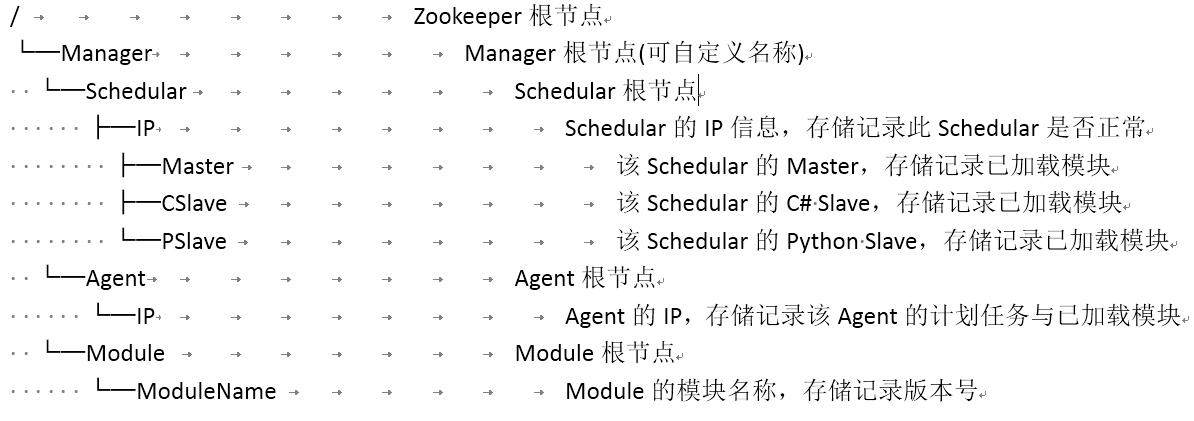 / Zookeeper 根节点
└──Manager Manager 根节点(可自定义名称)
└──Schedular Schedular 根节点
├──IP Schedular 的 IP 信息，存储记录此 Schedular 是否正常
├──Master 该 Schedular 的 Master，存储记录已加载模块
├──CSlave 该 Schedular 的 C# Slave，存储记录已加载模块
└──PSlave 该 Schedular 的 Python Slave，存储记录已加载模块
└──Agent Agent 根节点
└──IP Agent 的 IP，存储记录该 Agent 的计划任务与已加载模块
└──Module Module 根节点
└──ModuleName Module 的模块名称，存储记录版本号